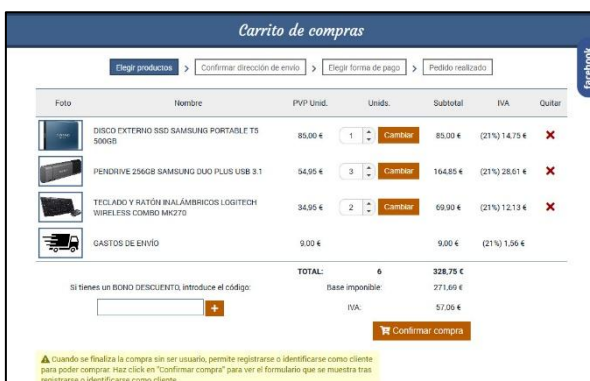 Carrito de compras
facebook
Elegir productos > Confirmar dirección de envío > Elegir forma de pago > Pedido realizado
Foto Nombre PVP Unid. Unids. Subtotal IVA Quitar
DISCO EXTERNO SSD SAMSUNG PORTABLE T5
500GB
85,00 € 1 Cambiar 85,00 € (21%) 14,75 €
PENDRIVE 256GB SAMSUNG DUO PLUS USB 3.1 54,95 € 3 Cambiar 164,85 € (21%) 28,61 €
TECLADO Y RATÓN INALÁMBRICOS LOGITECH
WIRELESS COMBO MK270
34,95 € 2 Cambiar 69,90 € (21%) 12,13 €
GASTOS DE ENVÍO 9,00 € 9,00 € (21%) 1,56 €
TOTAL: 6 328,75 €
Si tienes un BONO DESCUENTO, introduce el código: Base imponible: 271,69 €
+ IVA: 57,06 €
Confirmar compra
Cuando se finaliza la compra sin ser usuario, permite registrarse o identificarse como cliente
para poder comprar. Haz click en "Confirmar compra" para ver el formulario que se muestra tras
registrarse o identificarse como cliente